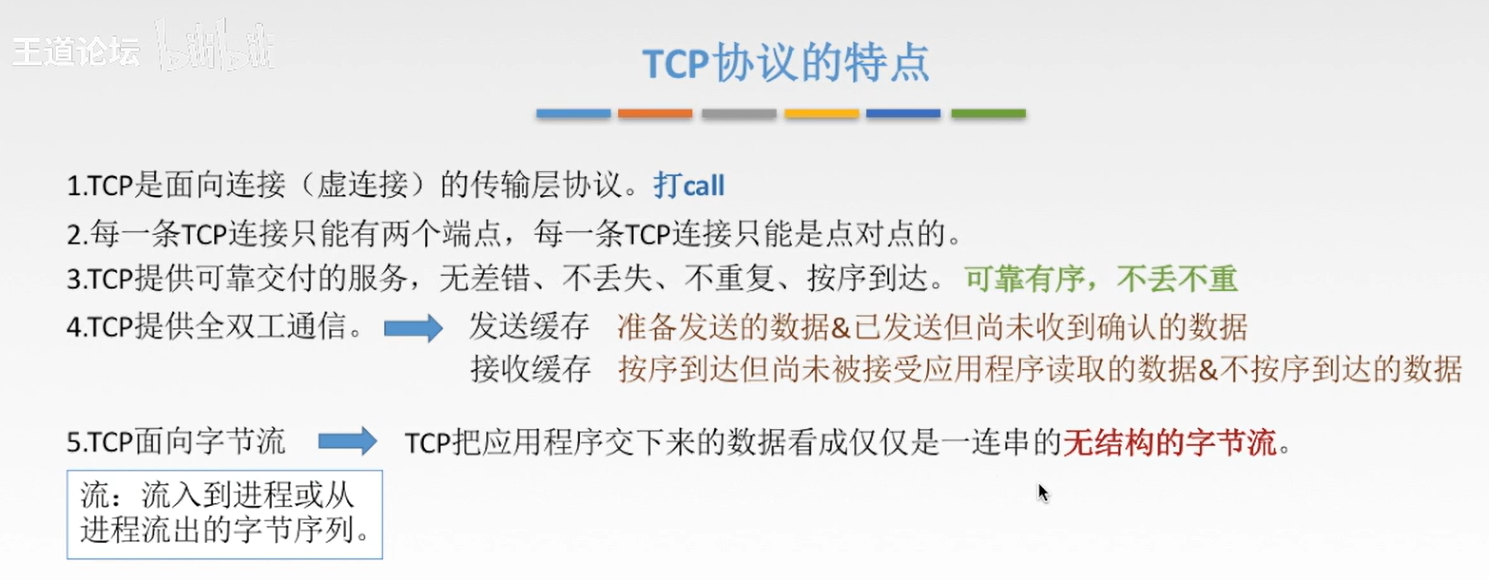 王道论坛 bilibili
TCP协议的特点
1.TCP是面向连接（虚连接）的传输层协议。打call
2.每一条TCP连接只能有两个端点，每一条TCP连接只能是点对点的。
3.TCP提供可靠交付的服务，无差错、不丢失、不重复、按序到达。可靠有序，不丢不重
4.TCP提供全双工通信。 发送缓存 准备发送的数据&已发送但尚未收到确认的数据
接收缓存 按序到达但尚未被接受应用程序读取的数据&不按序到达的数据
5.TCP面向字节流 TCP把应用程序交下来的数据看成仅仅是一连串的无结构的字节流。
流：流入到进程或从
进程流出的字节序列。